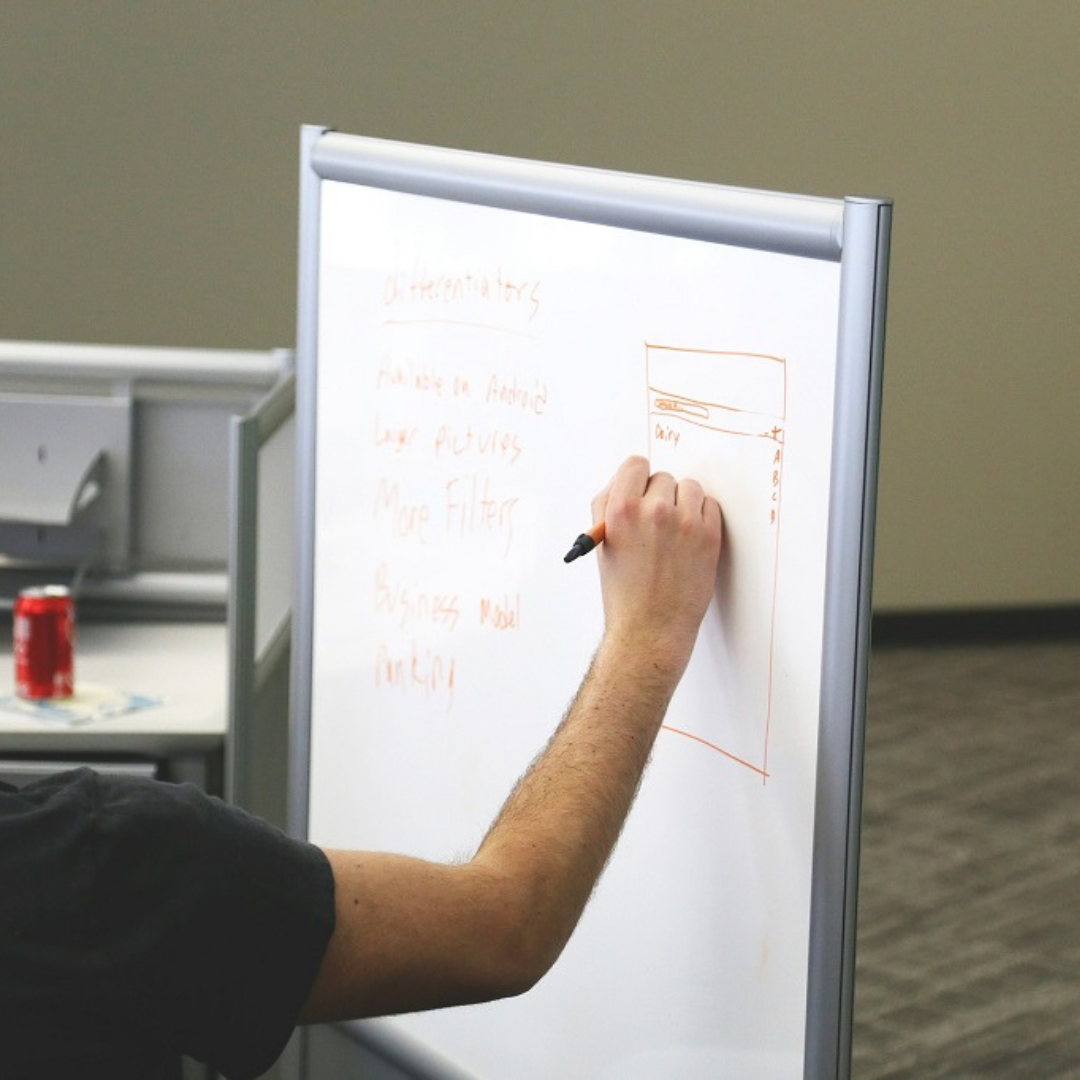 differentiators
Available on Android
Larger pictures
More Filters
Business model
Ranking
Dairy
A
B
C
D